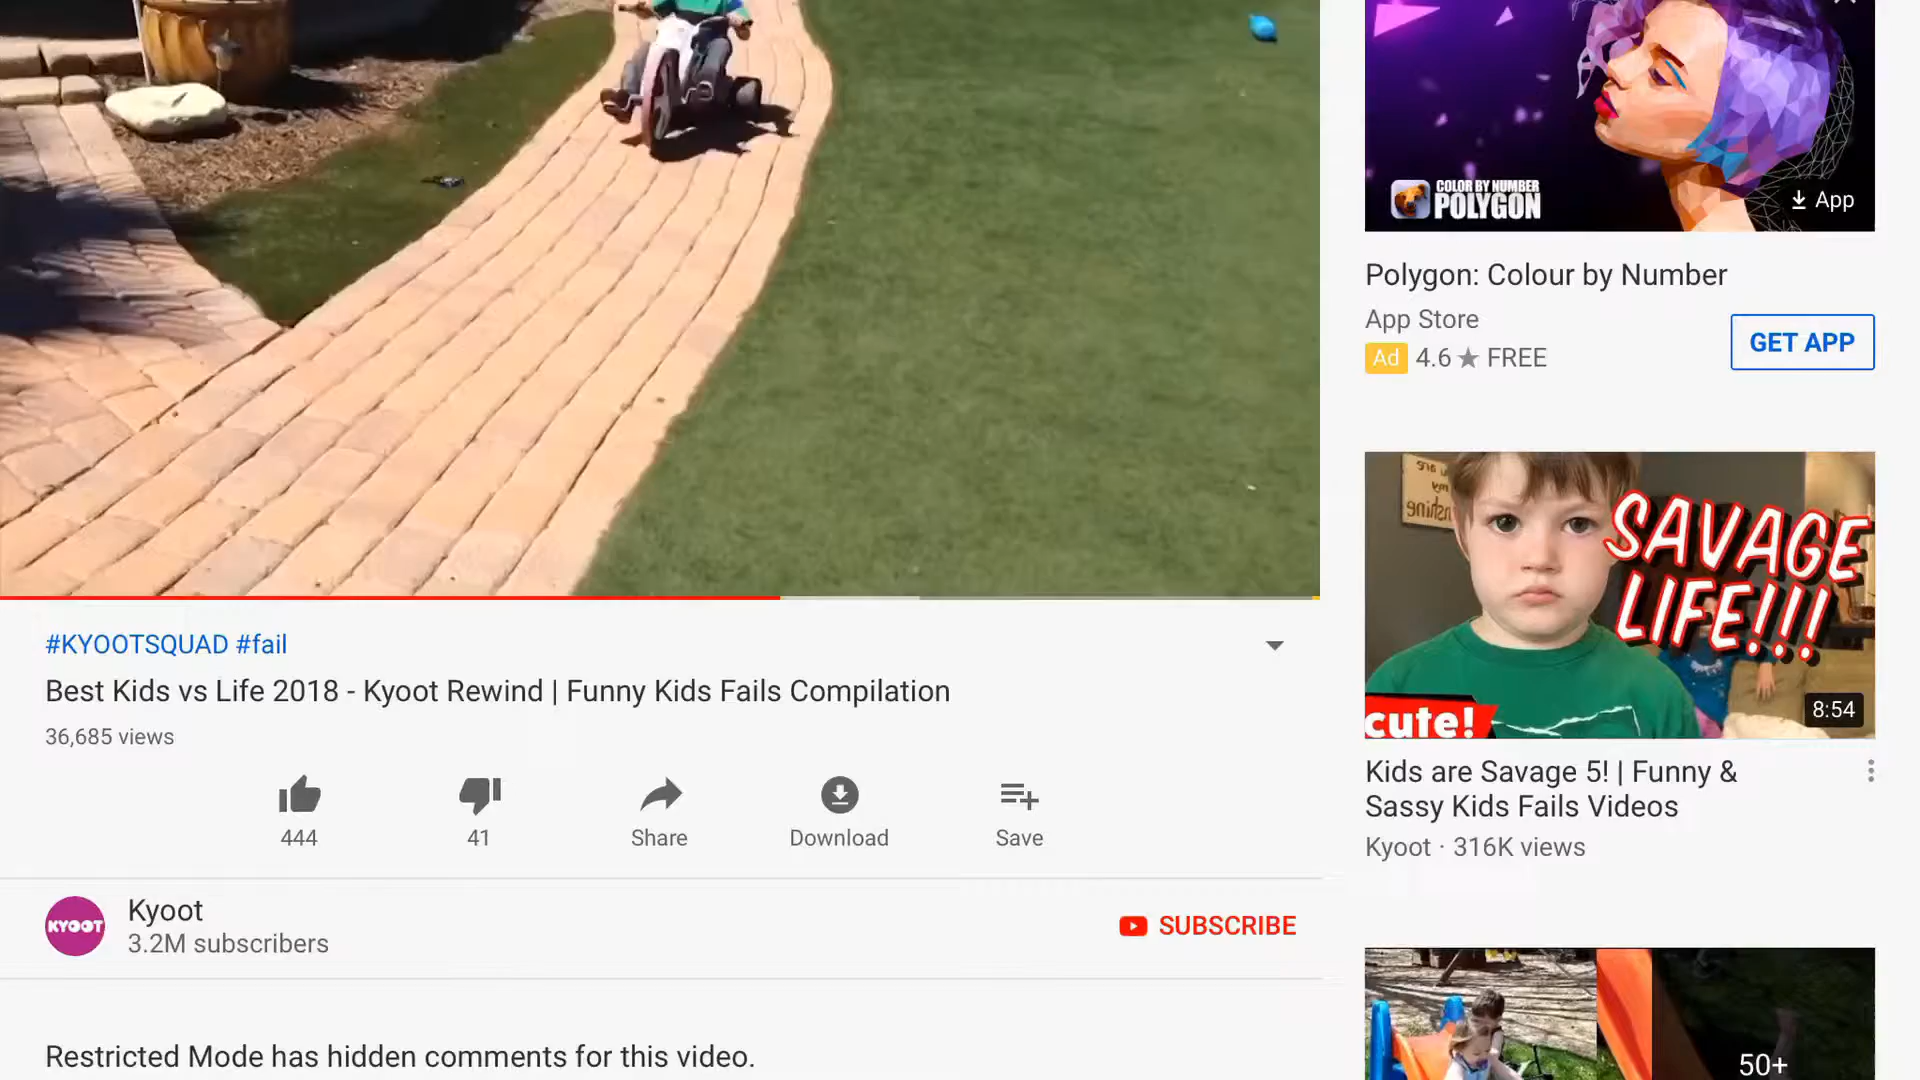 COLOR BY NUMBER
POLYGON
App
Polygon: Colour by Number
App Store
Ad 4.6 ★ FREE
GET APP
are
my
SAVAGE
LIFE!!!
cute!
8:54
Kids are Savage 5! | Funny &
Sassy Kids Fails Videos
Kyoot · 316K views
50+
#KYOOTSQUAD #fail
Best Kids vs Life 2018 - Kyoot Rewind | Funny Kids Fails Compilation
36,685 views
444
41
Share
Download
Save
KYOOT
Kyoot
3.2M subscribers
SUBSCRIBE
Restricted Mode has hidden comments for this video.